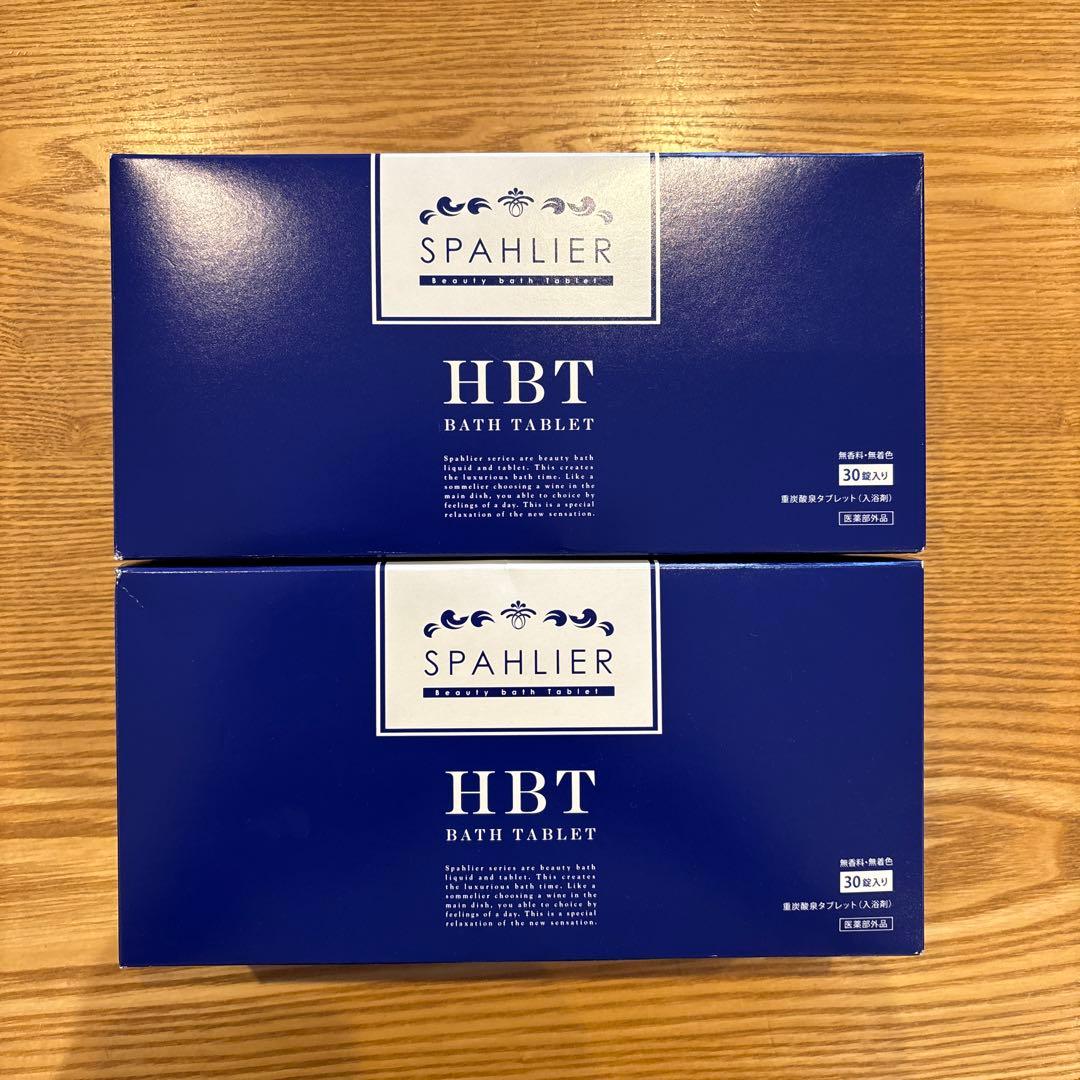 SPAHLIER
Beauty bath Tablet
HBT
BATH TABLET
Spahlier series are beauty bath
liquid and tablet. This creates
the luxurious bath time. Like a
sommelier choosing a wine in the
main dish, you able to choice by
feelings of a day. This is a special
relaxation of the new sensation.
無香料・無着色
30錠入り
重炭酸泉タブレット(入浴剤)
医薬部外品
SPAHLIER
Beauty bath Tablet
HBT
BATH TABLET
Spahlier series are beauty bath
liquid and tablet. This creates
the luxurious bath time. Like a
sommelier choosing a wine in the
main dish, you able to choice by
feelings of a day. This is a special
relaxation of the new sensation.
無香料・無着色
30錠入り
重炭酸泉タブレット(入浴剤)
医薬部外品